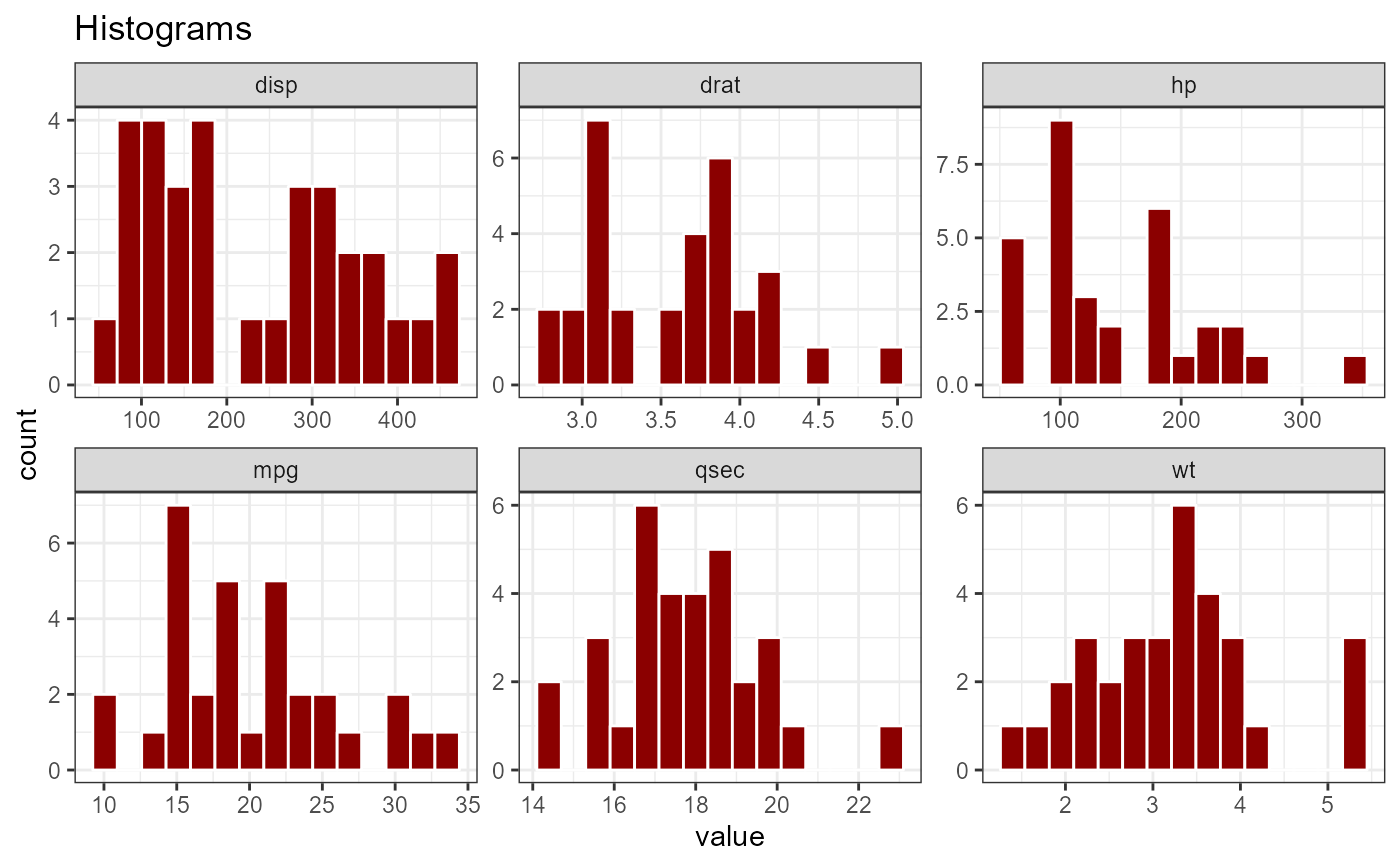 Histograms
disp drat hp
4 3 2 1 0
6 4 2 0
7.5 5.0 2.5 0.0
100 200 300 400
3.0 3.5 4.0 4.5 5.0
100 200 300
count
mpg qsec wt
6 4 2 0
6 4 2 0
6 4 2 0
10 15 20 25 30 35
14 16 18 20 22
2 3 4 5
value